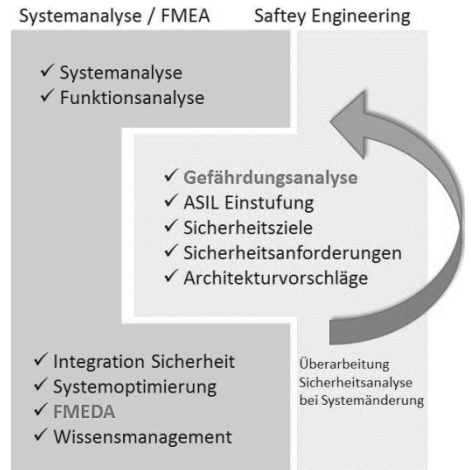 Systemanalyse / FMEA
Saftey Engineering
✓ Systemanalyse
✓ Funktionsanalyse
✓ Gefährdungsanalyse
✓ ASIL Einstufung
✓ Sicherheitsziele
✓ Sicherheitsanforderungen
✓ Architekturvorschläge
✓ Integration Sicherheit
✓ Systemoptimierung
✓ FMEDA
✓ Wissensmanagement
Überarbeitung
Sicherheitsanalyse
bei Systemänderung